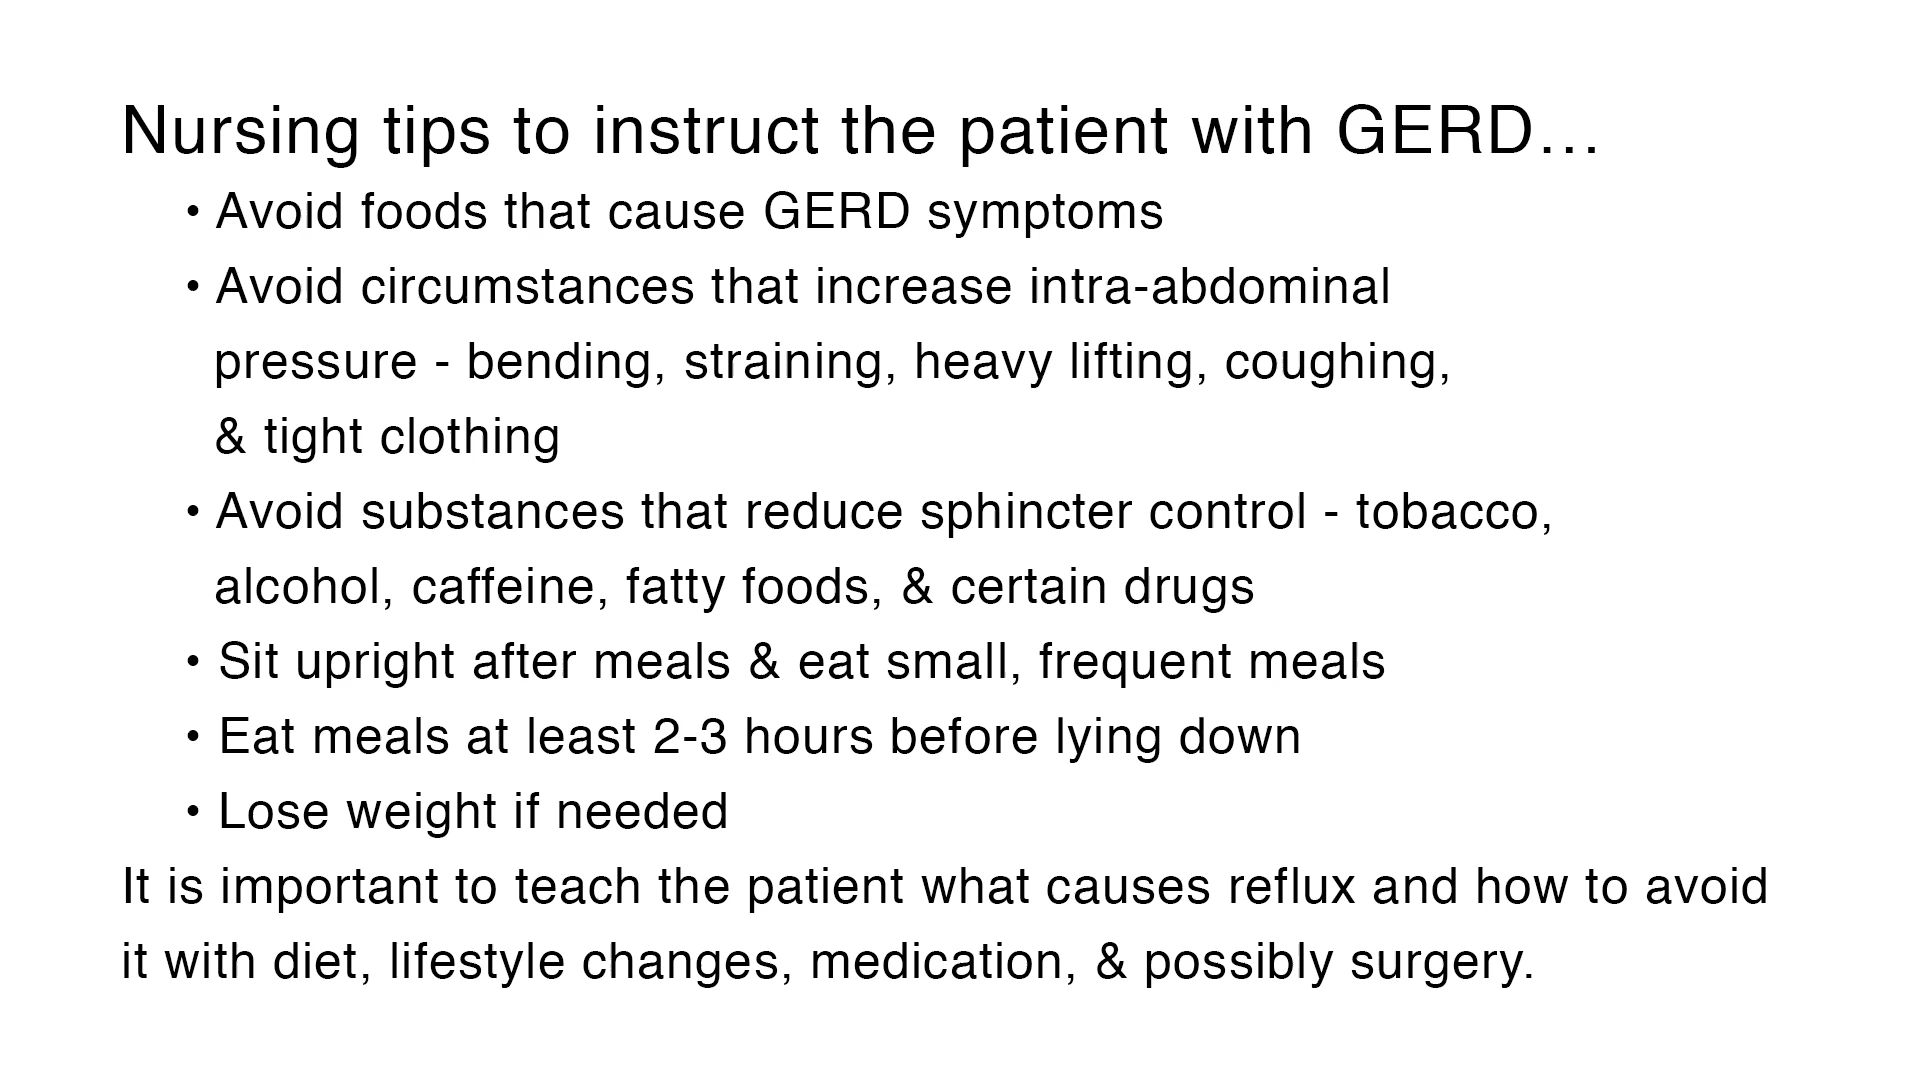 Nursing tips to instruct the patient with GERD...
• Avoid foods that cause GERD symptoms
• Avoid circumstances that increase intra-abdominal
pressure - bending, straining, heavy lifting, coughing,
& tight clothing
• Avoid substances that reduce sphincter control - tobacco,
alcohol, caffeine, fatty foods, & certain drugs
• Sit upright after meals & eat small, frequent meals
• Eat meals at least 2-3 hours before lying down
• Lose weight if needed
It is important to teach the patient what causes reflux and how to avoid
it with diet, lifestyle changes, medication, & possibly surgery.